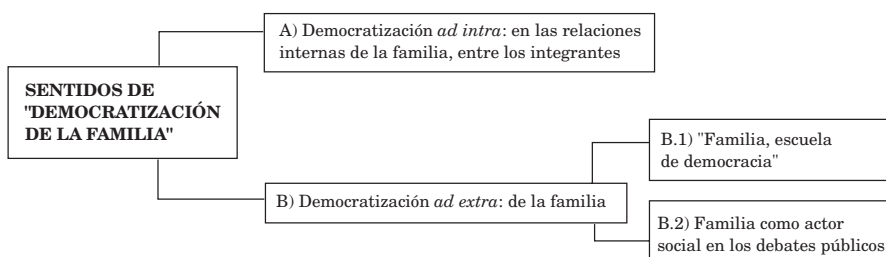 A) Democratización ad intra: en las relaciones
internas de la familia, entre los integrantes
SENTIDOS DE
"DEMOCRATIZACIÓN
DE LA FAMILIA"
B.1) "Familia, escuela
de democracia"
B) Democratización ad extra: de la familia
B.2) Familia como actor
social en los debates públicos